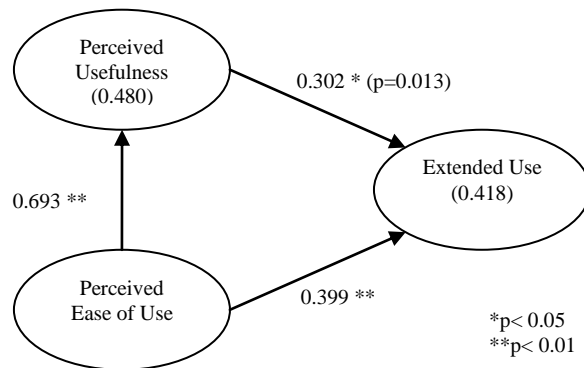 Perceived
Usefulness
(0.480)
0.302 * (p=0.013)
Extended Use
(0.418)
0.693 **
Perceived
Ease of Use
0.399 **
*p< 0.05
**p< 0.01